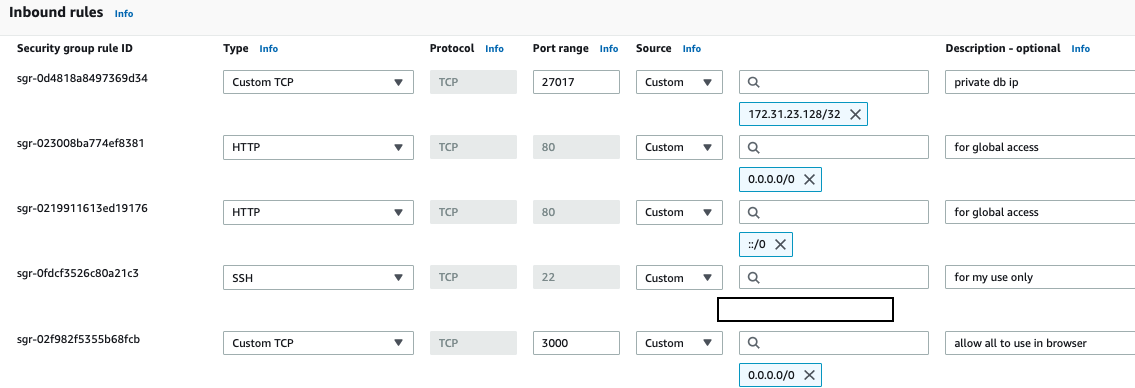 Inbound rules Info
Security group rule ID Type Info Protocol Info Port range Info Source Info Description - optional Info
sgr-0d4818a8497369d34 Custom TCP TCP 27017 Custom private db ip
172.31.23.128/32
sgr-023008ba774ef8381 HTTP TCP 80 Custom for global access
0.0.0.0/0
sgr-0219911613ed19176 HTTP TCP 80 Custom for global access
::/0
sgr-0fdcf3526c80a21c3 SSH TCP 22 Custom for my use only
sgr-02f982f5355b68fcb Custom TCP TCP 3000 Custom allow all to use in browser
0.0.0.0/0